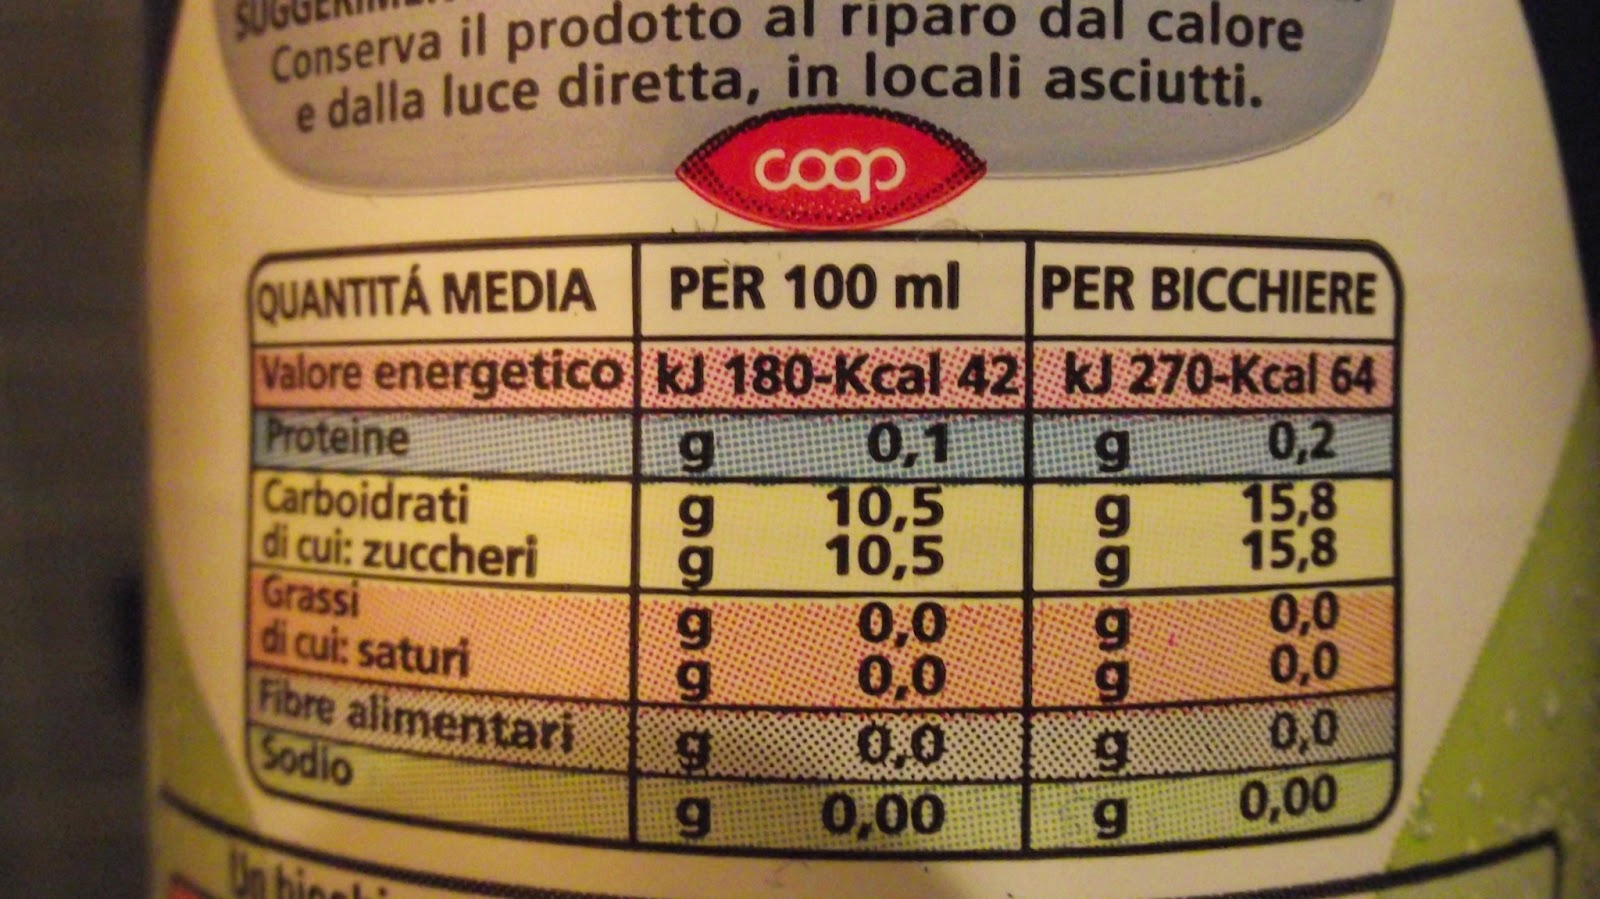 Conserva il prodotto al riparo dal calore
e dalla luce diretta, in locali asciutti.
coop
QUANTITÁ MEDIA PER 100 ml PER BICCHIERE
Valore energetico kJ 180-Kcal 42 kJ 270-Kcal 64
Proteine g 0,1 g 0,2
Carboidrati g 10,5 g 15,8
di cui: zuccheri g 10,5 g 15,8
Grassi g 0,0 g 0,0
di cui: saturi g 0,0 g 0,0
Fibre alimentari g 0,0 g 0,0
Sodio g 0,00 g 0,00
Un